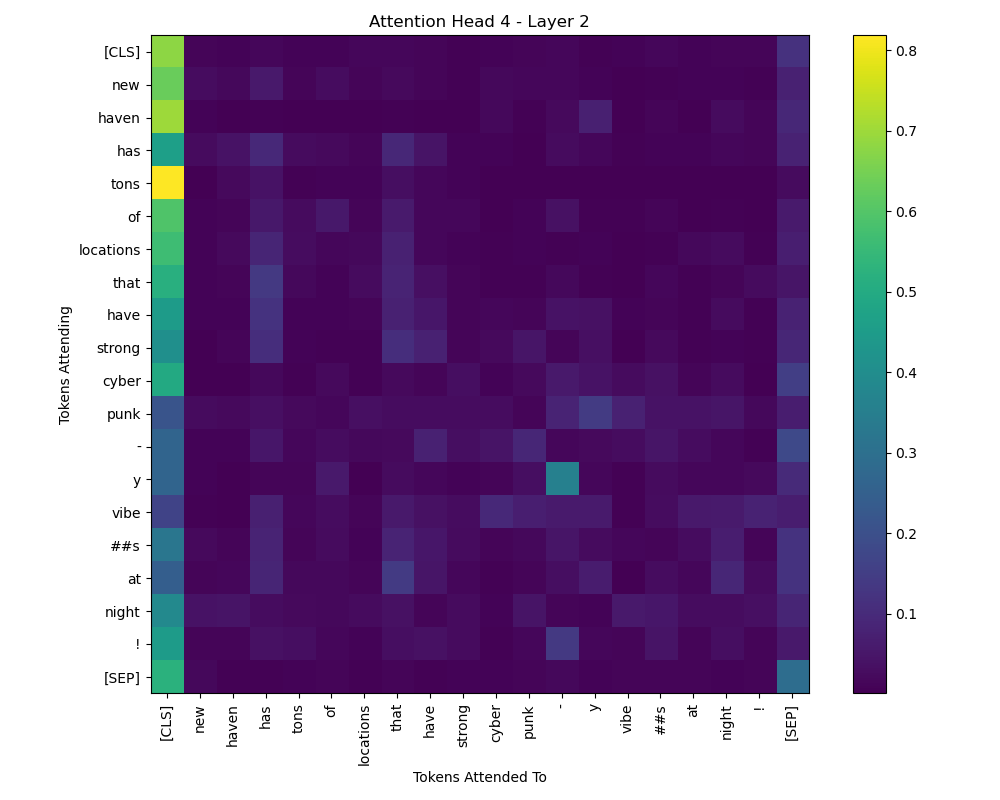 Attention Head 4 - Layer 2
Tokens Attending
[CLS]
new
haven
has
tons
of
locations
that
have
strong
cyber
punk
-
y
vibe
##s
at
night
!
[SEP]
[CLS]
new
haven
has
tons
of
locations
that
have
strong
cyber
punk
-
y
vibe
##s
at
night
!
[SEP]
Tokens Attended To
0.8
0.7
0.6
0.5
0.4
0.3
0.2
0.1